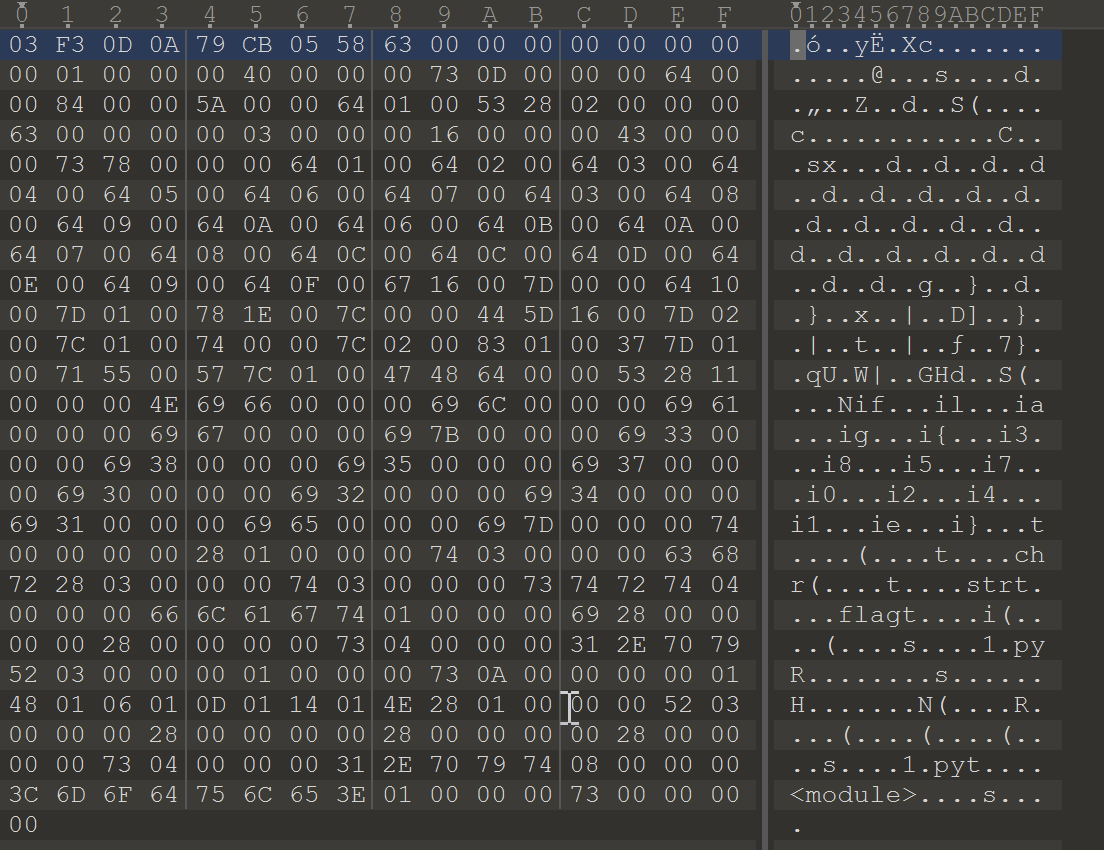 0 1 2 3 4 5 6 7 8 9 A B C D E F 0123456789ABCDEF
03 F3 0D 0A 79 CB 05 58 63 00 00 00 00 00 00 00 .ó..yË.Xc.......
00 01 00 00 00 40 00 00 00 73 0D 00 00 00 64 00 .....@...s....d.
00 84 00 00 5A 00 00 64 01 00 53 28 02 00 00 00 .„..Z..d..S(....
63 00 00 00 00 03 00 00 00 16 00 00 00 43 00 00 c............C..
00 73 78 00 00 00 64 01 00 64 02 00 64 03 00 64 .sx...d..d..d..d
04 00 64 05 00 64 06 00 64 07 00 64 03 00 64 08 ..d..d..d..d..d.
00 64 09 00 64 0A 00 64 06 00 64 0B 00 64 0A 00 .d..d..d..d..d..
64 07 00 64 08 00 64 0C 00 64 0C 00 64 0D 00 64 d..d..d..d..d..d
0E 00 64 09 00 64 0F 00 67 16 00 7D 00 00 64 10 ..d..d..g..}..d.
00 7D 01 00 78 1E 00 7C 00 00 44 5D 16 00 7D 02 .}..x..|..D]..}.
00 7C 01 00 74 00 00 7C 02 00 83 01 00 37 7D 01 .|..t..|..ƒ..7}.
00 71 55 00 57 7C 01 00 47 48 64 00 00 53 28 11 .qU.W|..GHd..S(.
00 00 00 4E 69 66 00 00 00 69 6C 00 00 00 69 61 ...Nif...il...ia
00 00 00 69 67 00 00 00 69 7B 00 00 00 69 33 00 ...ig...i{...i3.
00 00 69 38 00 00 00 69 35 00 00 00 69 37 00 00 ..i8...i5...i7..
00 69 30 00 00 00 69 32 00 00 00 69 34 00 00 00 .i0...i2...i4...
69 31 00 00 00 69 65 00 00 00 69 7D 00 00 00 74 i1...ie...i}...t
00 00 00 00 28 01 00 00 00 74 03 00 00 00 63 68 ....(....t....ch
72 28 03 00 00 00 74 03 00 00 00 73 74 72 74 04 r(....t....strt.
00 00 00 66 6C 61 67 74 01 00 00 00 69 28 00 00 ...flagt....i(..
00 00 28 00 00 00 00 73 04 00 00 00 31 2E 70 79 ..(....s....1.py
52 03 00 00 00 01 00 00 00 73 0A 00 00 00 00 01 R........s......
48 01 06 01 0D 01 14 01 4E 28 01 00 00 00 52 03 H.......N(....R.
00 00 00 28 00 00 00 00 28 00 00 00 00 28 00 00 ...(....(....(..
00 00 73 04 00 00 00 31 2E 70 79 74 08 00 00 00 ..s....1.pyt....
3C 6D 6F 64 75 6C 65 3E 01 00 00 00 73 00 00 00 <module>....s...
00 .